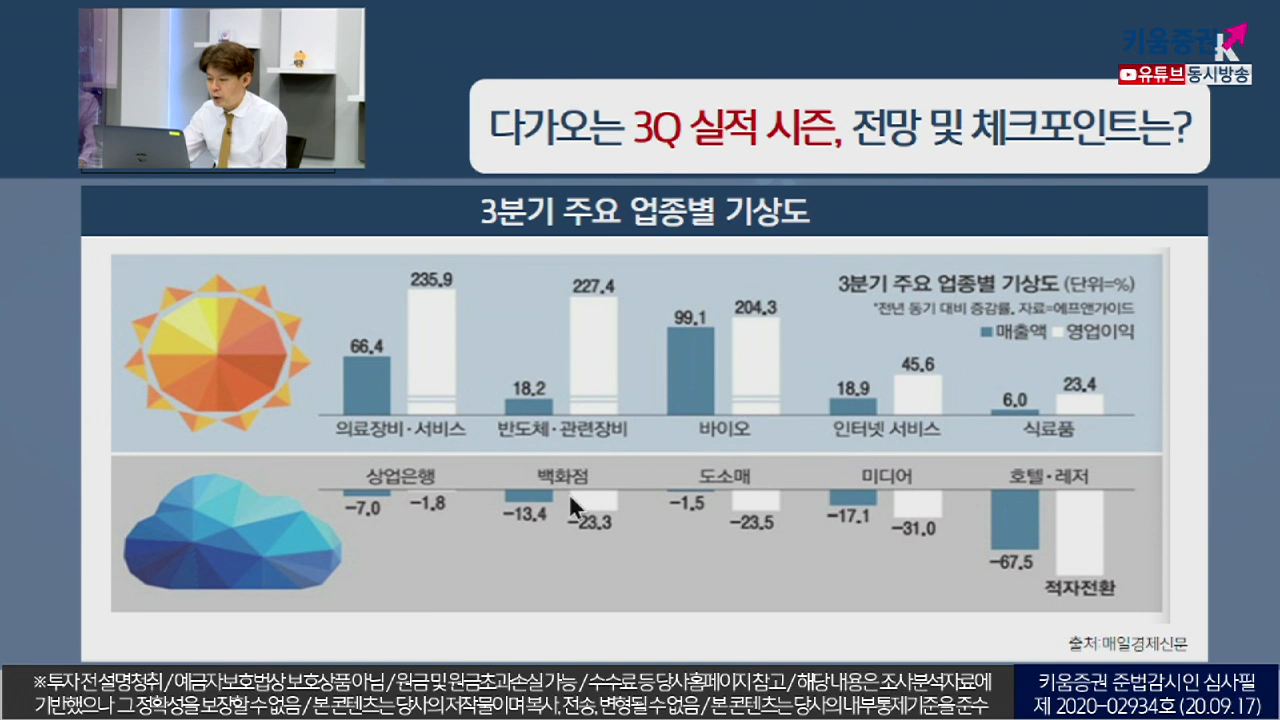 키움증권
유튜브 동시방송
다가오는 3Q 실적 시즌, 전망 및 체크포인트는?
3분기 주요 업종별 기상도
3분기 주요 업종별 기상도 (단위=%)
*전년 동기 대비 증감률. 자료=에프앤가이드
매출액 영업이익
66.4 235.9 18.2 227.4 99.1 204.3 18.9 45.6 6.0 23.4
의료장비·서비스 반도체·관련장비 바이오 인터넷 서비스 식료품
상업은행 백화점 도소매 미디어 호텔·레저
-7.0 -1.8 -13.4 -23.3 -1.5 -23.5 -17.1 -31.0 -67.5 적자전환
출처:매일경제신문
※ 투자 전 설명청취 / 예금자보호법상 보호상품 아님 / 원금 및 원금초과손실 가능 / 수수료 등 당사홈페이지 참고 / 해당 내용은 조사분석자료에
기반했으나 그 정확성을 보장할 수 없음 / 본 콘텐츠는 당사의 저작물이며 복사, 전송, 변형될 수 없음 / 본 콘텐츠는 당사의 내부통제기준을 준수
키움증권 준법감시인 심사필
제 2020-02934호 (20.09.17)